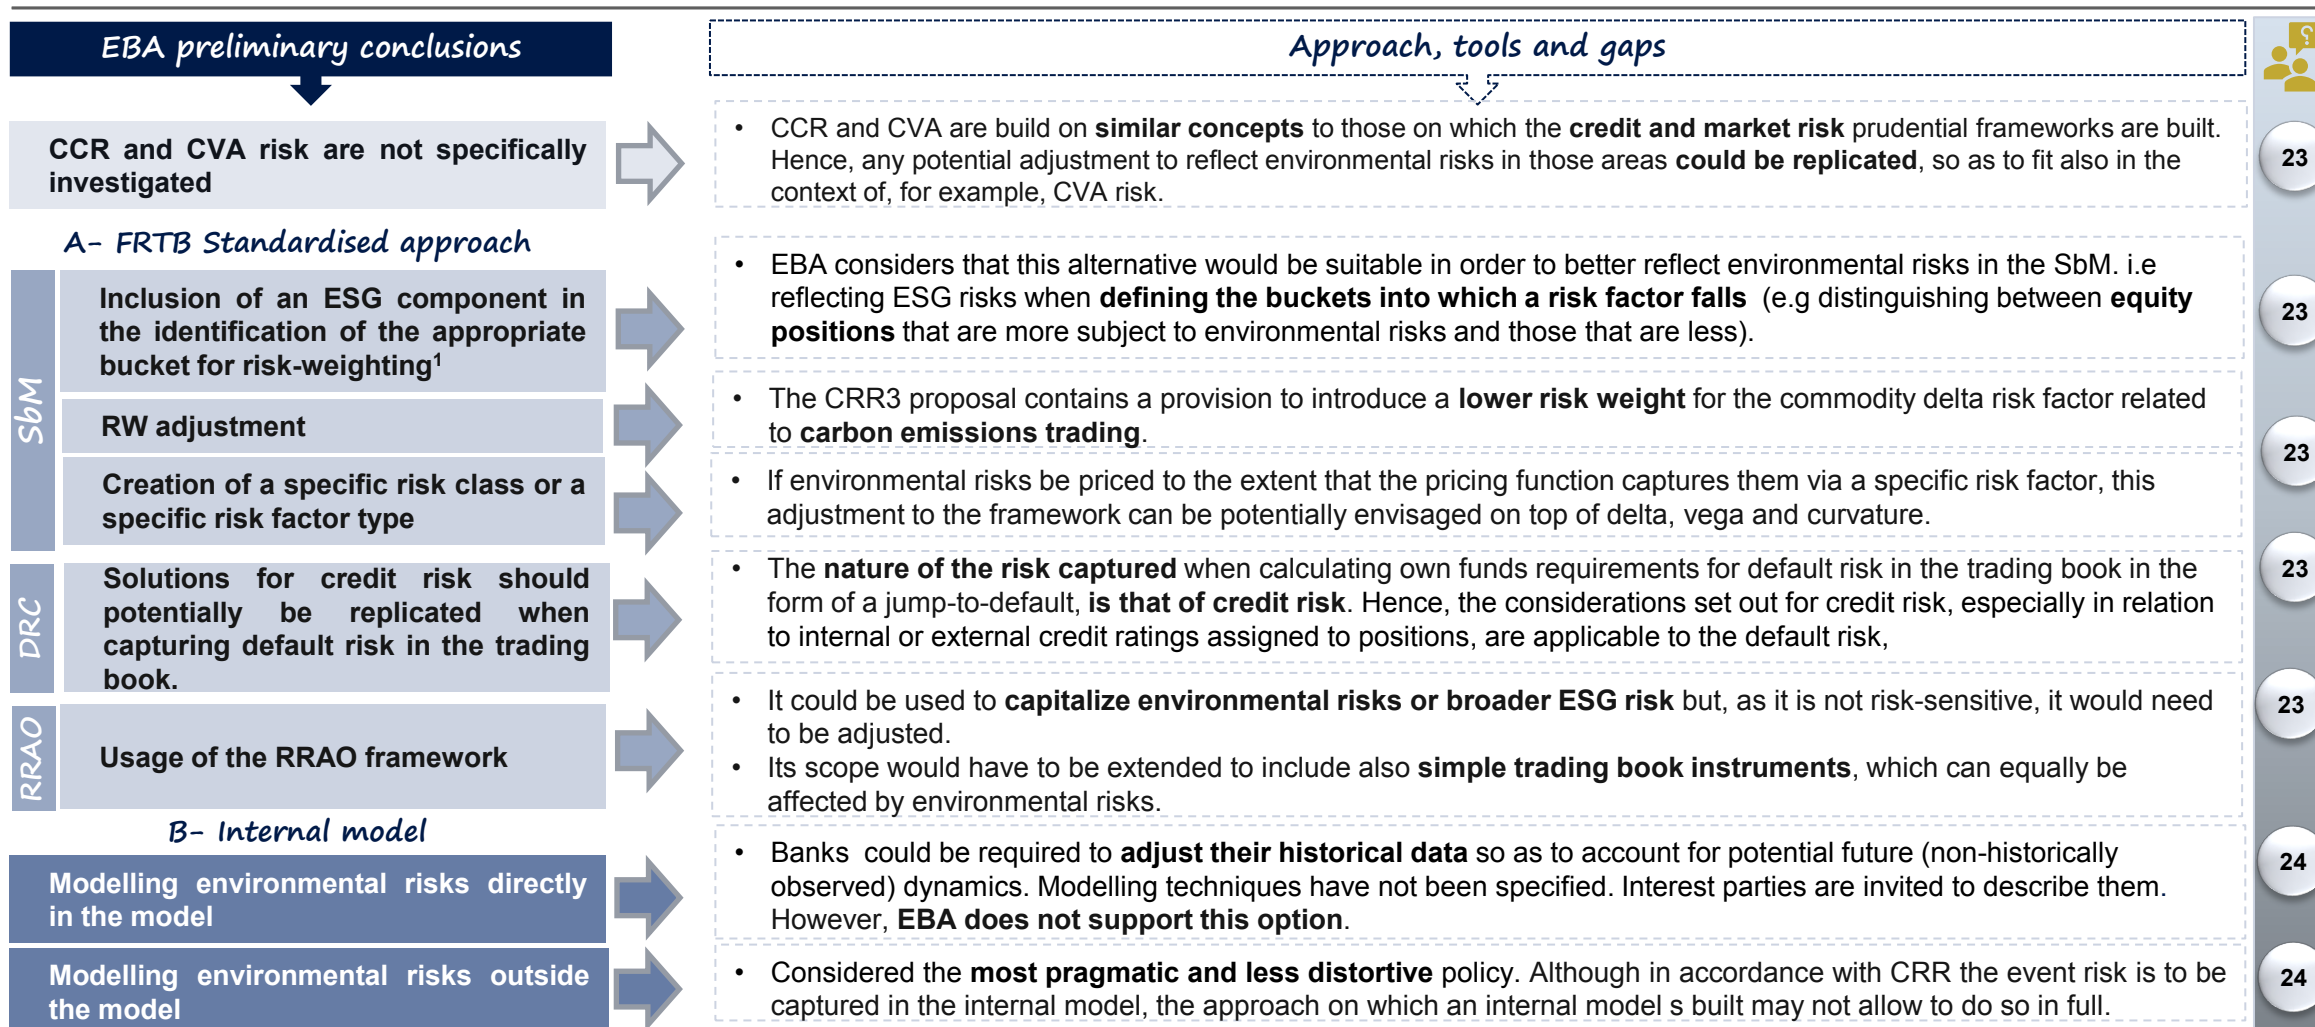 EBA preliminary conclusions
Approach, tools and gaps
?
CCR and CVA risk are not specifically
investigated
• CCR and CVA are build on similar concepts to those on which the credit and market risk prudential frameworks are built.
Hence, any potential adjustment to reflect environmental risks in those areas could be replicated, so as to fit also in the
context of, for example, CVA risk.
23
A- FRTB Standardised approach
SbM
Inclusion of an ESG component in
the identification of the appropriate
bucket for risk-weighting1
• EBA considers that this alternative would be suitable in order to better reflect environmental risks in the SbM. i.e
reflecting ESG risks when defining the buckets into which a risk factor falls (e.g distinguishing between equity
positions that are more subject to environmental risks and those that are less).
23
RW adjustment
• The CRR3 proposal contains a provision to introduce a lower risk weight for the commodity delta risk factor related
to carbon emissions trading.
23
Creation of a specific risk class or a
specific risk factor type
• If environmental risks be priced to the extent that the pricing function captures them via a specific risk factor, this
adjustment to the framework can be potentially envisaged on top of delta, vega and curvature.
23
DRC
Solutions for credit risk should
potentially be replicated when
capturing default risk in the trading
book.
• The nature of the risk captured when calculating own funds requirements for default risk in the trading book in the
form of a jump-to-default, is that of credit risk. Hence, the considerations set out for credit risk, especially in relation
to internal or external credit ratings assigned to positions, are applicable to the default risk,
23
RRAO
Usage of the RRAO framework
• It could be used to capitalize environmental risks or broader ESG risk but, as it is not risk-sensitive, it would need
to be adjusted.
• Its scope would have to be extended to include also simple trading book instruments, which can equally be
affected by environmental risks.
B- Internal model
Modelling environmental risks directly
in the model
• Banks could be required to adjust their historical data so as to account for potential future (non-historically
observed) dynamics. Modelling techniques have not been specified. Interest parties are invited to describe them.
However, EBA does not support this option.
24
Modelling environmental risks outside
the model
• Considered the most pragmatic and less distortive policy. Although in accordance with CRR the event risk is to be
captured in the internal model, the approach on which an internal model s built may not allow to do so in full.
24